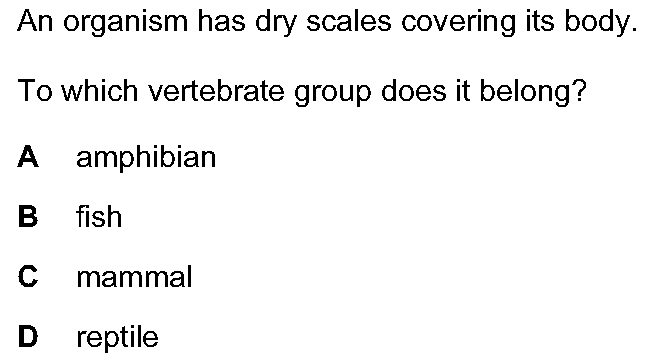 An organism has dry scales covering its body.
To which vertebrate group does it belong?
A amphibian
B fish
C mammal
D reptile